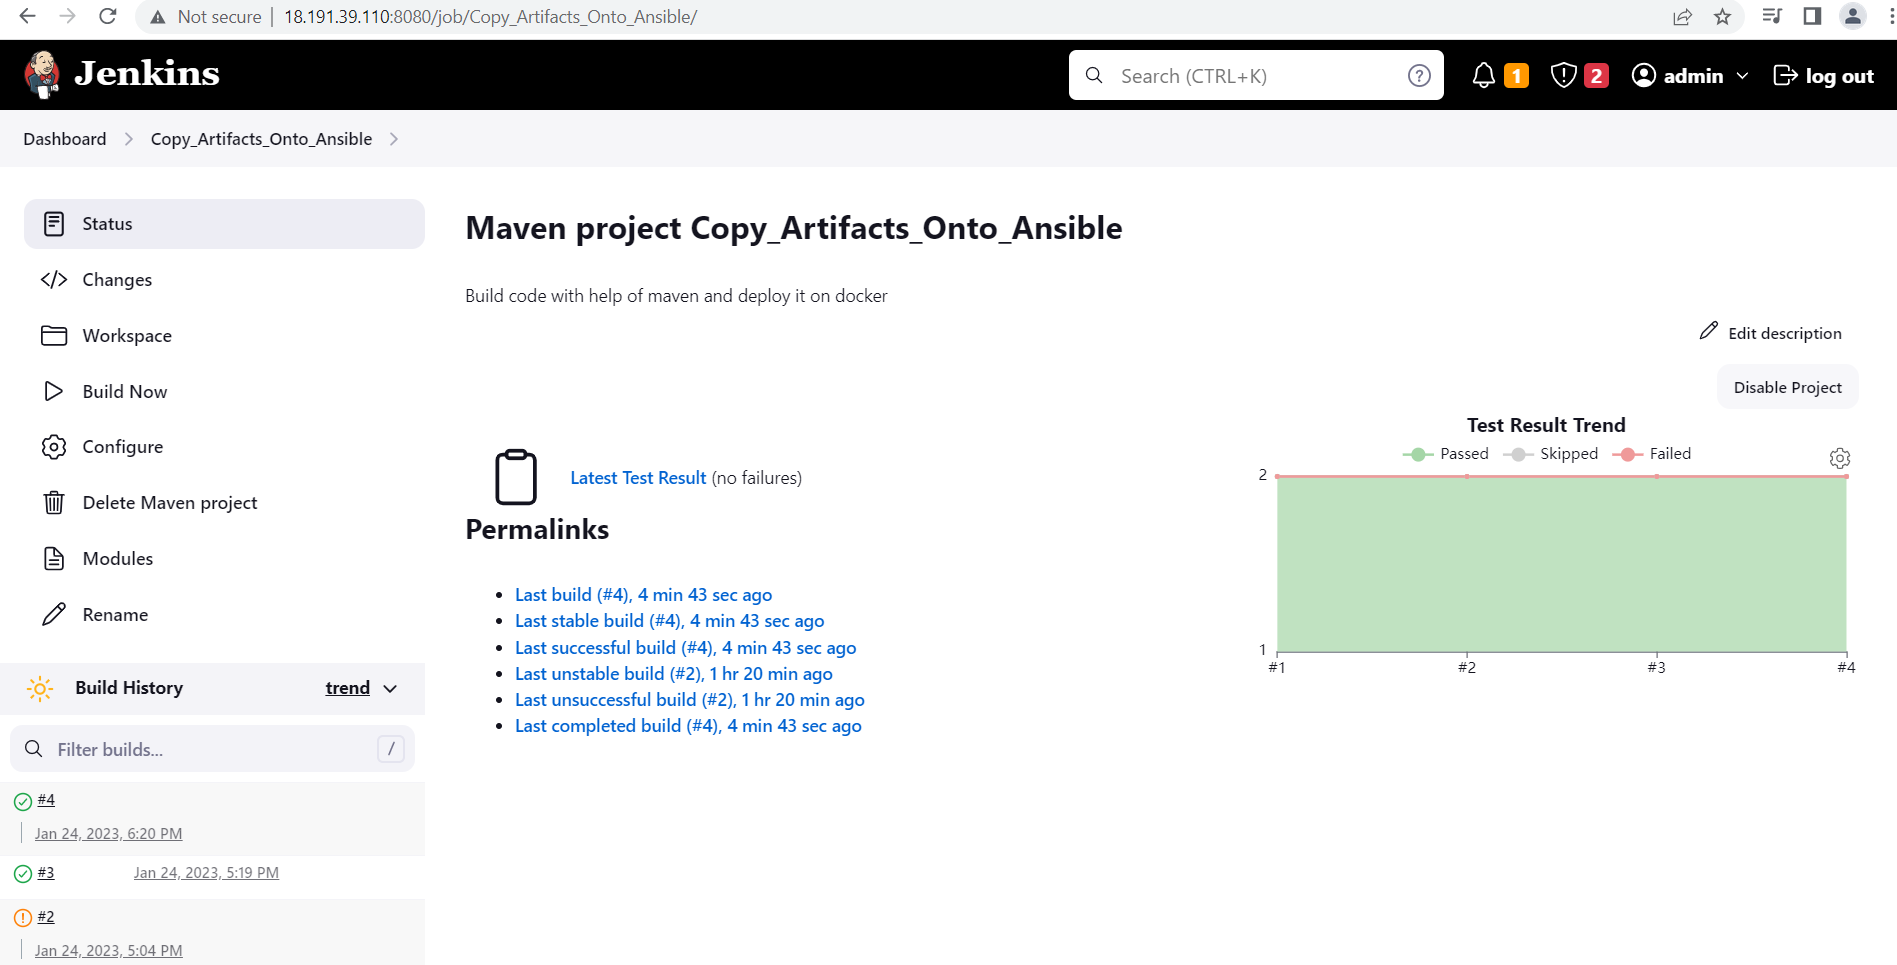 Not secure | 18.191.39.110:8080/job/Copy_Artifacts_Onto_Ansible/
Jenkins
Search (CTRL+K)
?
1
2
admin
log out
Dashboard
Copy_Artifacts_Onto_Ansible
Status
Changes
Workspace
Build Now
Configure
Delete Maven project
Modules
Rename
Build History
trend
Filter builds...
/
#4
Jan 24, 2023, 6:20 PM
#3
Jan 24, 2023, 5:19 PM
#2
Jan 24, 2023, 5:04 PM
Maven project Copy_Artifacts_Onto_Ansible
Build code with help of maven and deploy it on docker
Edit description
Disable Project
Latest Test Result (no failures)
Permalinks
Last build (#4), 4 min 43 sec ago
Last stable build (#4), 4 min 43 sec ago
Last successful build (#4), 4 min 43 sec ago
Last unstable build (#2), 1 hr 20 min ago
Last unsuccessful build (#2), 1 hr 20 min ago
Last completed build (#4), 4 min 43 sec ago
Test Result Trend
Passed Skipped Failed
2
1
#1 #2 #3 #4